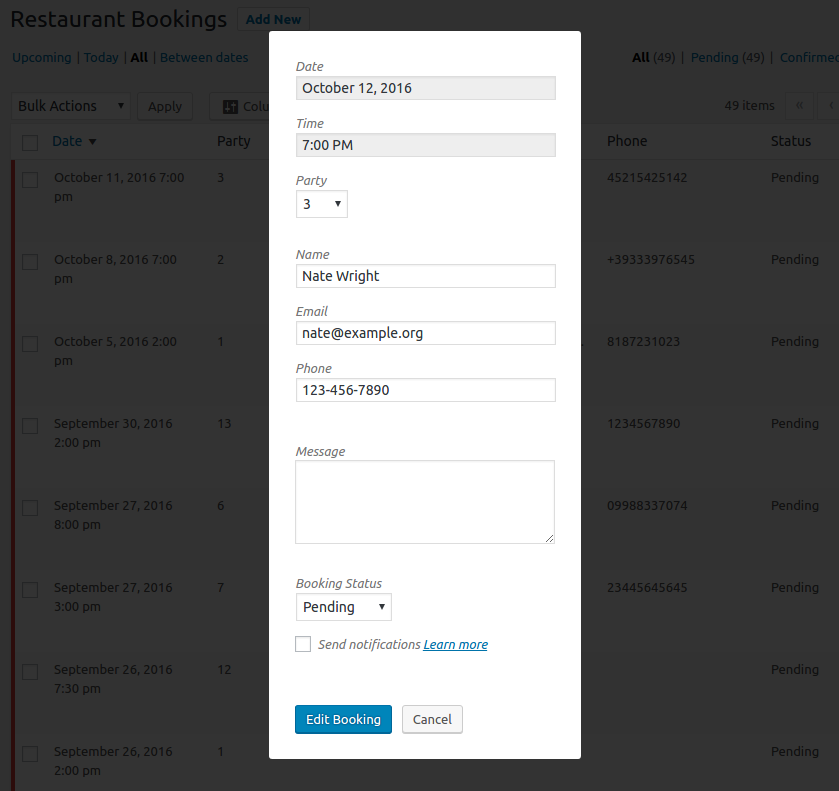 Restaurant Bookings Add New
Upcoming | Today | All | Between dates
All (49) | Pending (49) | Confirmed
Bulk Actions Apply Colu
49 items « ‹
Date Party Phone Status
October 11, 2016 7:00 pm 3 45215425142 Pending
October 8, 2016 7:00 pm 2 +39333976545 Pending
October 5, 2016 2:00 pm 1 8187231023 Pending
September 30, 2016 2:00 pm 13 1234567890 Pending
September 27, 2016 8:00 pm 6 09988337074 Pending
September 27, 2016 3:00 pm 7 23445645645 Pending
September 26, 2016 7:30 pm 12 Pending
September 26, 2016 2:00 pm 1 Pending
Date
October 12, 2016
Time
7:00 PM
Party
3
Name
Nate Wright
Email
nate@example.org
Phone
123-456-7890
Message
Booking Status
Pending
Send notifications Learn more
Edit Booking Cancel